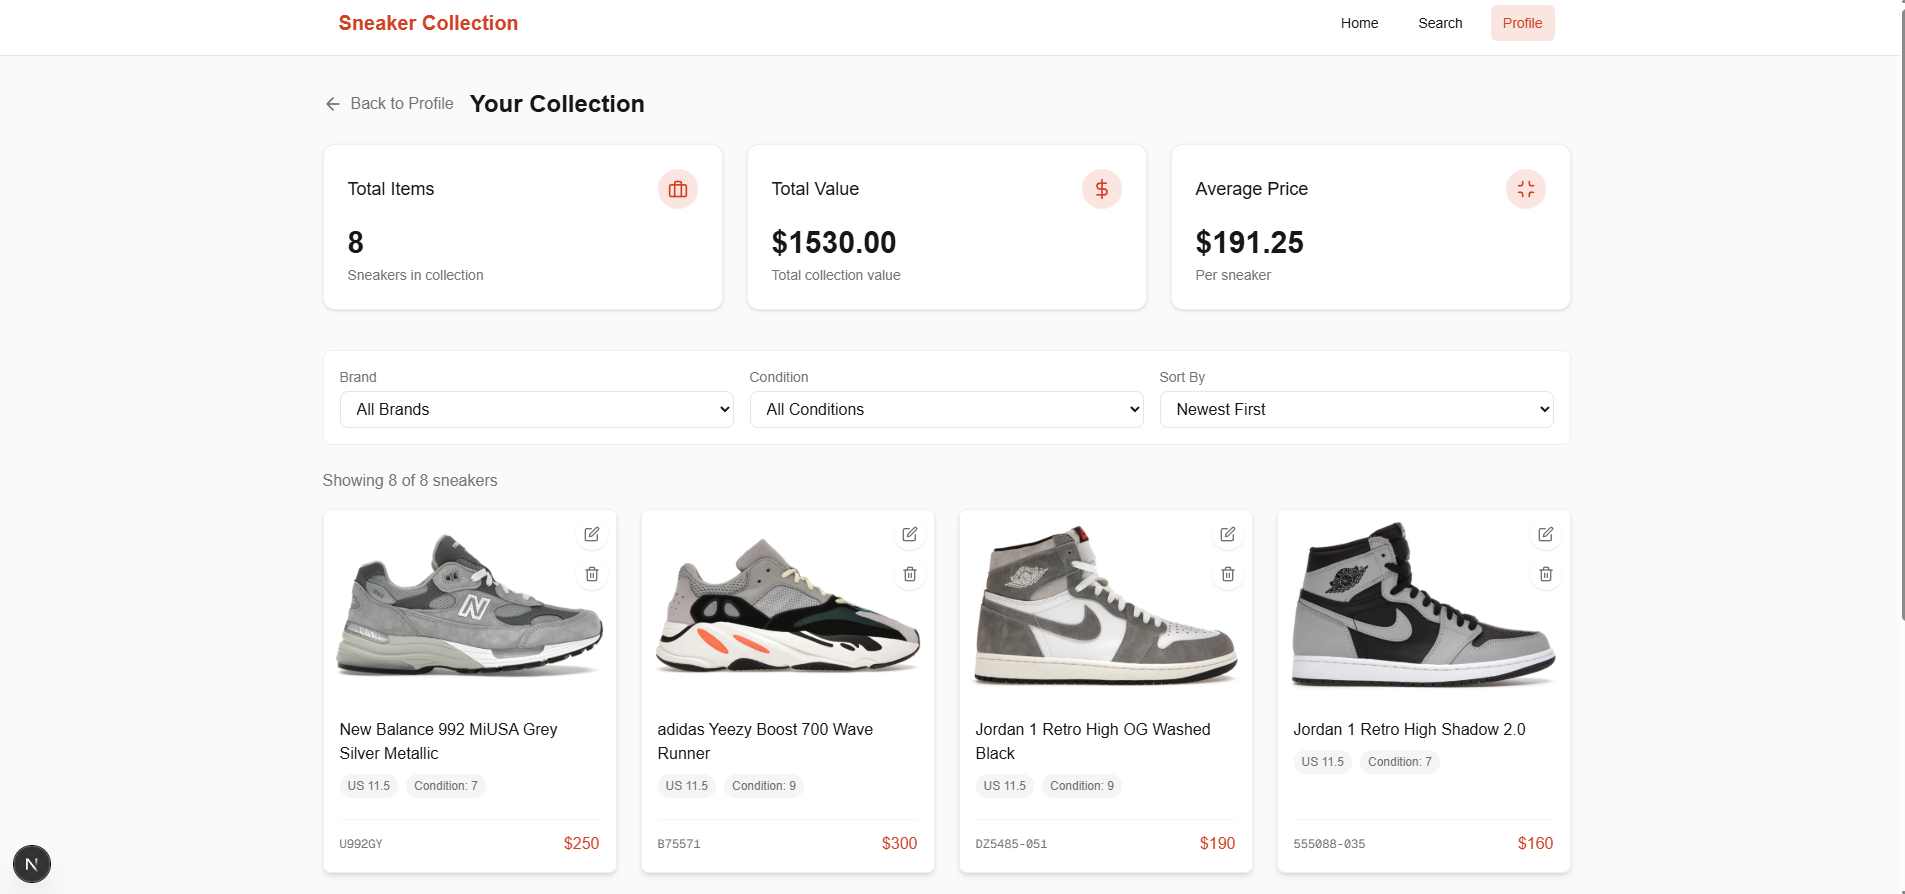 Sneaker Collection
Home
Search
Profile
Back to Profile
Your Collection
Total Items
8
Sneakers in collection
Total Value
$1530.00
Total collection value
Average Price
$191.25
Per sneaker
Brand
All Brands
Condition
All Conditions
Sort By
Newest First
Showing 8 of 8 sneakers
N
New Balance 992 MiUSA Grey
Silver Metallic
US 11.5
Condition: 7
U992GY
$250
adidas Yeezy Boost 700 Wave
Runner
US 11.5
Condition: 9
B75571
$300
Jordan 1 Retro High OG Washed
Black
US 11.5
Condition: 9
DZ5485-051
$190
Jordan 1 Retro High Shadow 2.0
US 11.5
Condition: 7
555088-035
$160
N